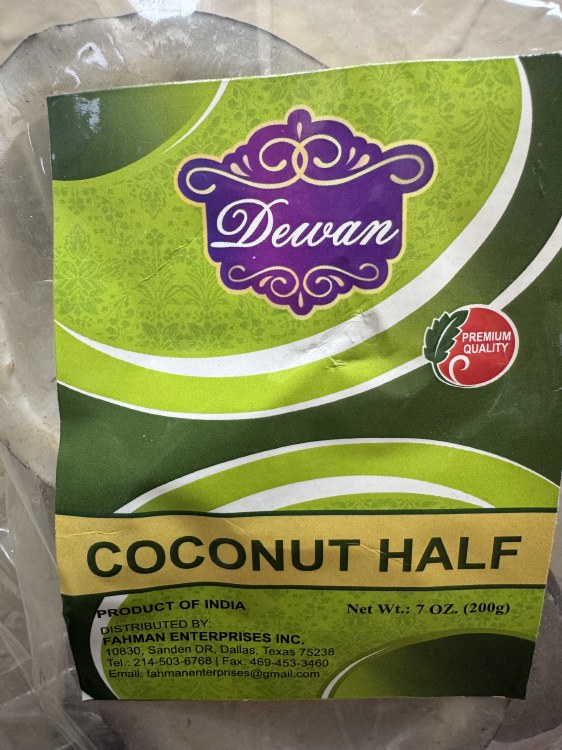 Dewan
PREMIUM
QUALITY
COCONUT HALF
PRODUCT OF INDIA
Net Wt.: 7 OZ. (200g)
DISTRIBUTED BY:
FAHMAN ENTERPRISES INC.
10830, Sanden DR, Dallas, Texas 75238
Tel.: 214-503-6768 | Fax: 469-453-3460
Email: fahmanenterprises@gmail.com